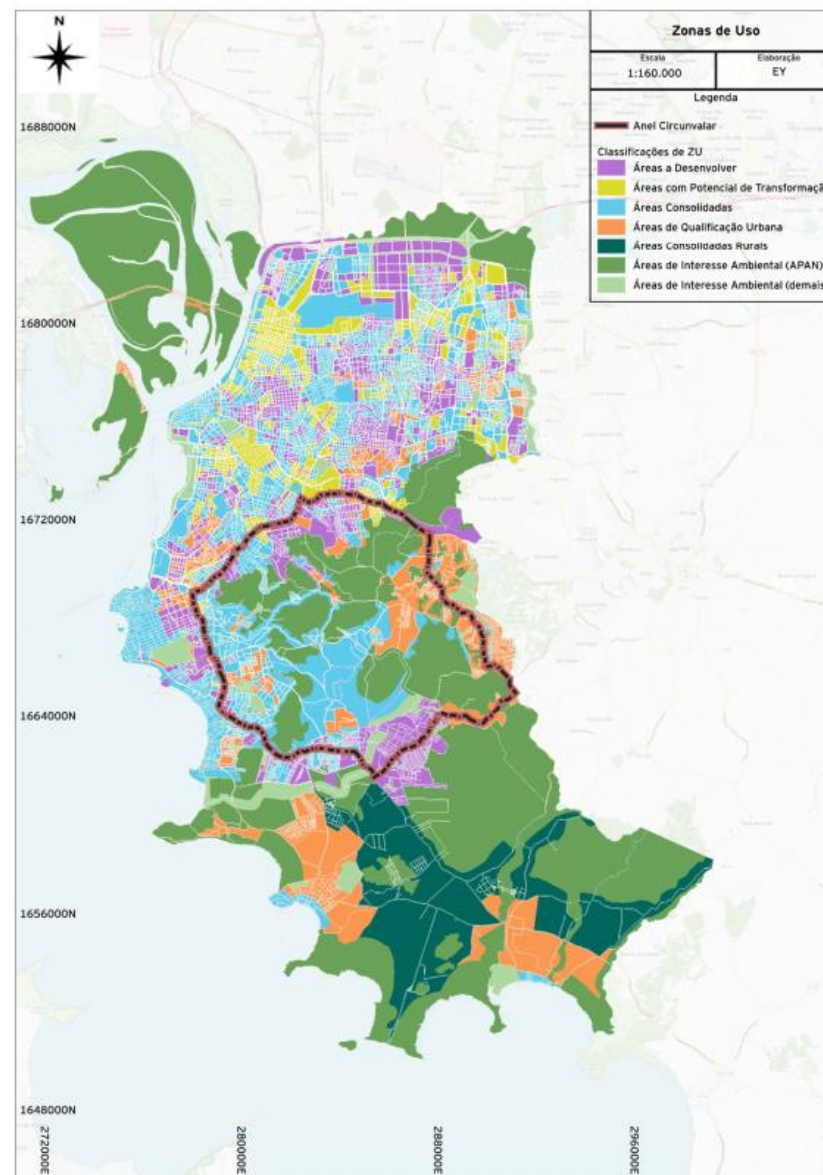 N
Zonas de Uso
Escala
1:160.000
Elaboração
EY
Legenda
Anel Circunvalar
Classificações de ZU
Áreas a Desenvolver
Áreas com Potencial de Transformaçã
Áreas Consolidadas
Áreas de Qualificação Urbana
Áreas Consolidadas Rurais
Áreas de Interesse Ambiental (APAN)
Áreas de Interesse Ambiental (demais
1688000N
1680000N
1672000N
1664000N
1656000N
1648000N
272000E
280000E
288000E
296000E